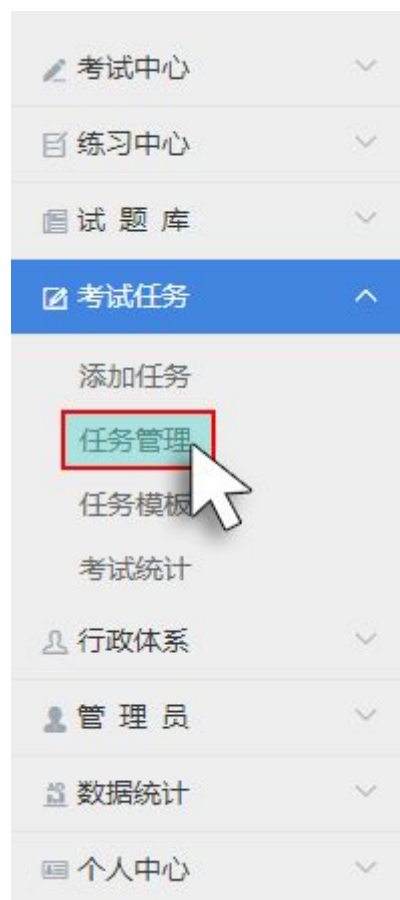 考试中心
练习中心
试 题 库
考试任务
添加任务
任务管理
任务模板
考试统计
行政体系
管 理 员
数据统计
个人中心